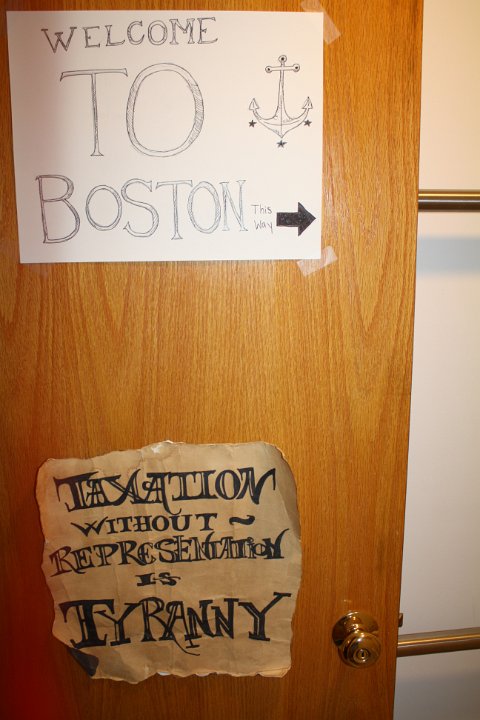 WELCOME
TO
BOSTON
This
Way
TAXATION
WITHOUT ~
REPRESENTATION
IS
TYRANNY